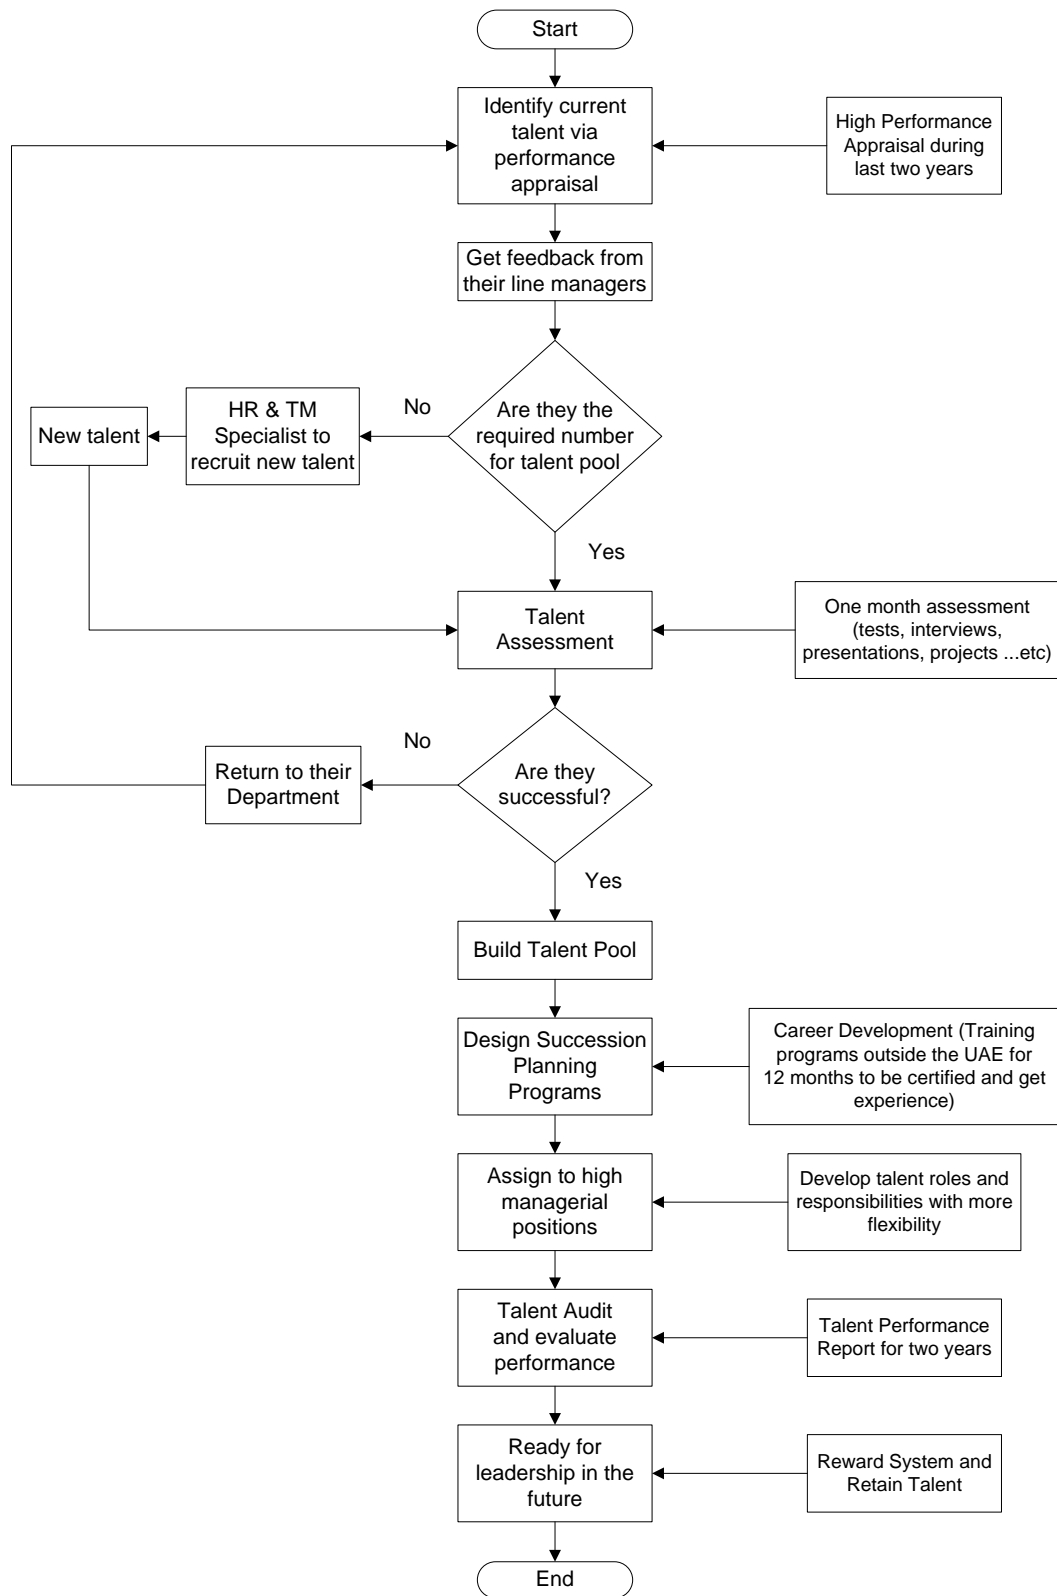 Start
Identify current
talent via
performance
appraisal
High Performance
Appraisal during
last two years
Get feedback from
their line managers
Are they the
required number
for talent pool
No
HR & TM
Specialist to
recruit new talent
New talent
Yes
Talent
Assessment
One month assessment
(tests, interviews,
presentations, projects ...etc)
Are they
successful?
No
Return to their
Department
Yes
Build Talent Pool
Design Succession
Planning
Programs
Career Development (Training
programs outside the UAE for
12 months to be certified and get
experience)
Assign to high
managerial
positions
Develop talent roles and
responsibilities with more
flexibility
Talent Audit
and evaluate
performance
Talent Performance
Report for two years
Ready for
leadership in the
future
Reward System and
Retain Talent
End